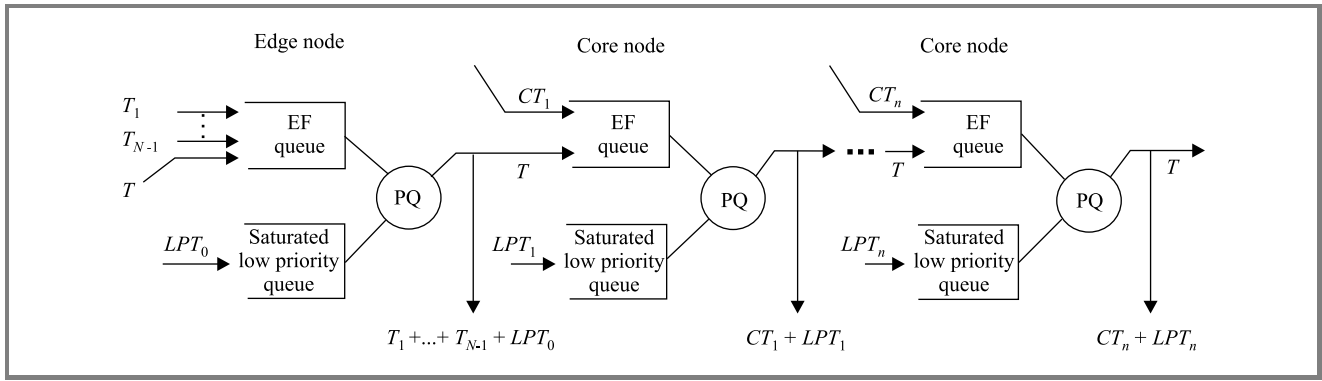 Edge node
Core node
Core node
T1
TN-1
T
EF
queue
PQ
LPT0
Saturated
low priority
queue
T1 +...+ TN-1 + LPT0
CT1
T
EF
queue
PQ
LPT1
Saturated
low priority
queue
CT1 + LPT1
CTn
T
EF
queue
PQ
T
LPTn
Saturated
low priority
queue
CTn + LPTn